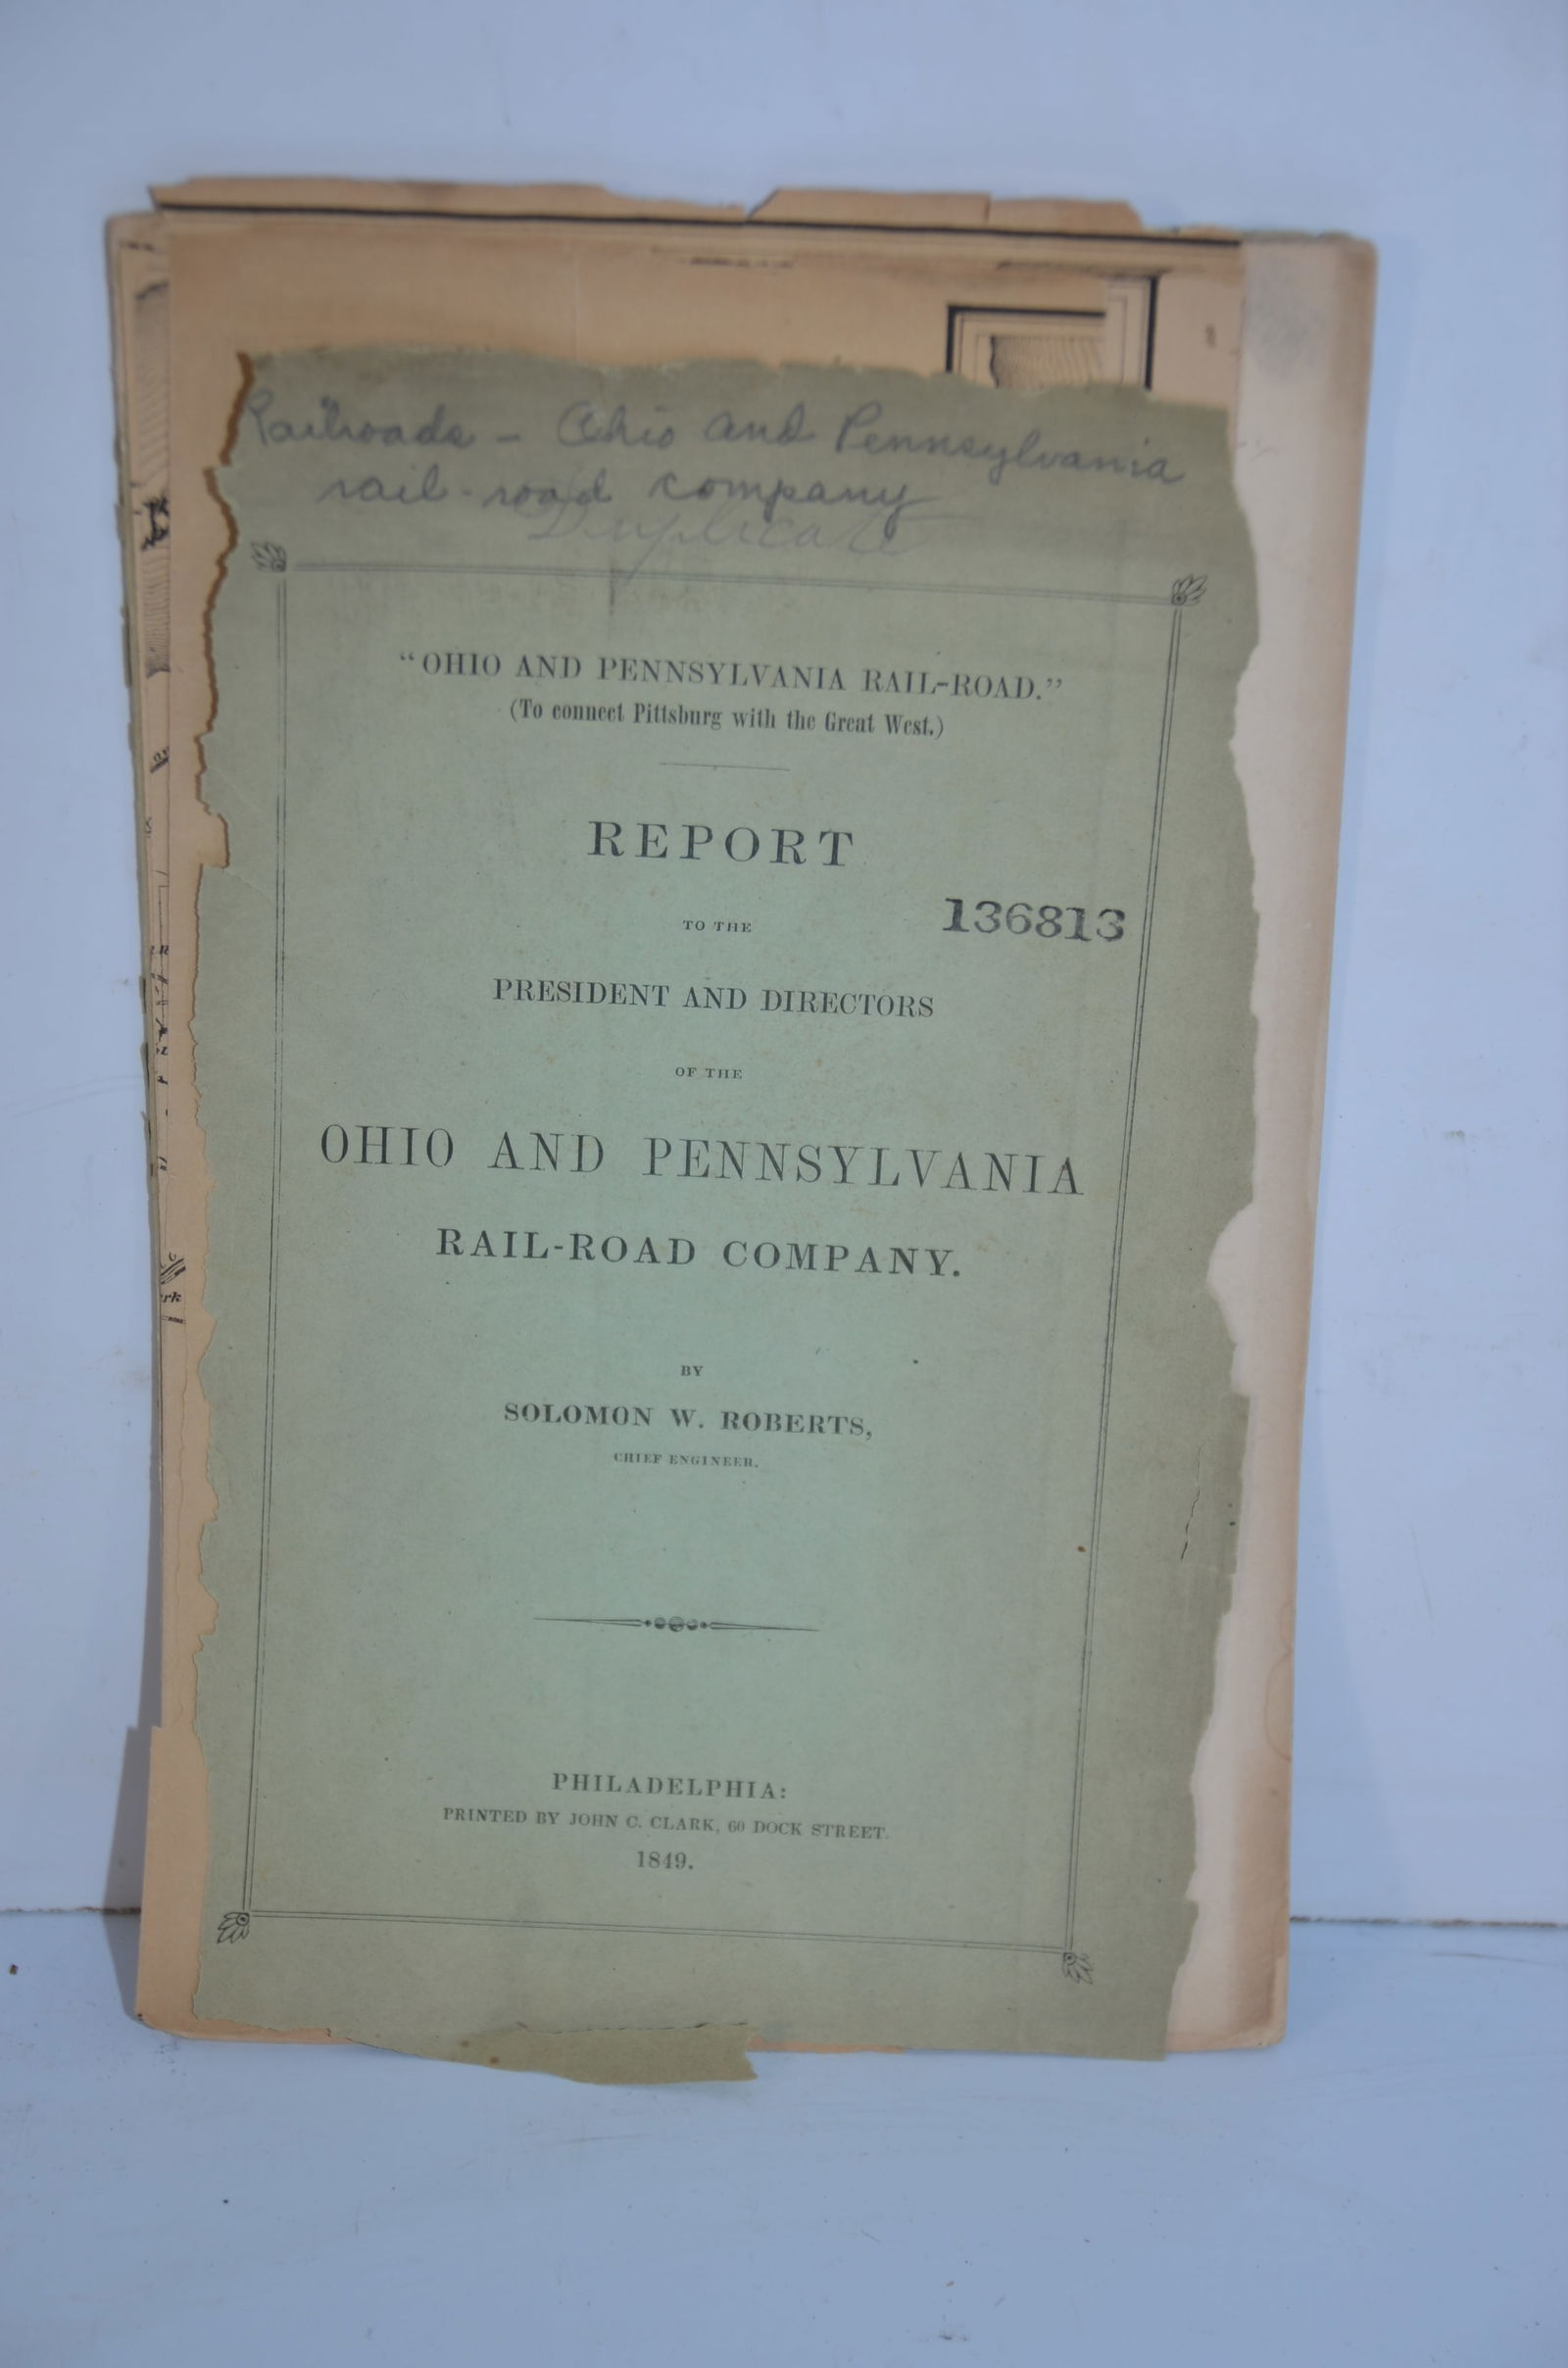 Railroads - Ohio and Pennsylvania
rail-road company
Duplicate
“OHIO AND PENNSYLVANIA RAIL-ROAD.”
(To connect Pittsburg with the Great West.)
REPORT
TO THE
136813
PRESIDENT AND DIRECTORS
OF THE
OHIO AND PENNSYLVANIA
RAIL-ROAD COMPANY.
BY
SOLOMON W. ROBERTS,
CHIEF ENGINEER.
PHILADELPHIA:
PRINTED BY JOHN C. CLARK, 60 DOCK STREET.
1849.
rk